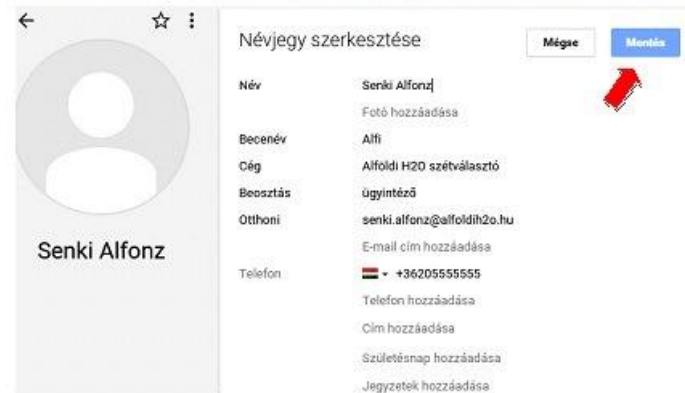 Névjegy szerkesztése
Mégse
Mentés
Név
Senki Alfonz
Fotó hozzáadása
Becenév
Alfi
Cég
Alföldi H2O szétválasztó
Beosztás
ügyintéző
Otthoni
senki.alfonz@alfoldih2o.hu
E-mail cím hozzáadása
Senki Alfonz
Telefon
+36205555555
Telefon hozzáadása
Cím hozzáadása
Születésnap hozzáadása
Jegyzetek hozzáadása